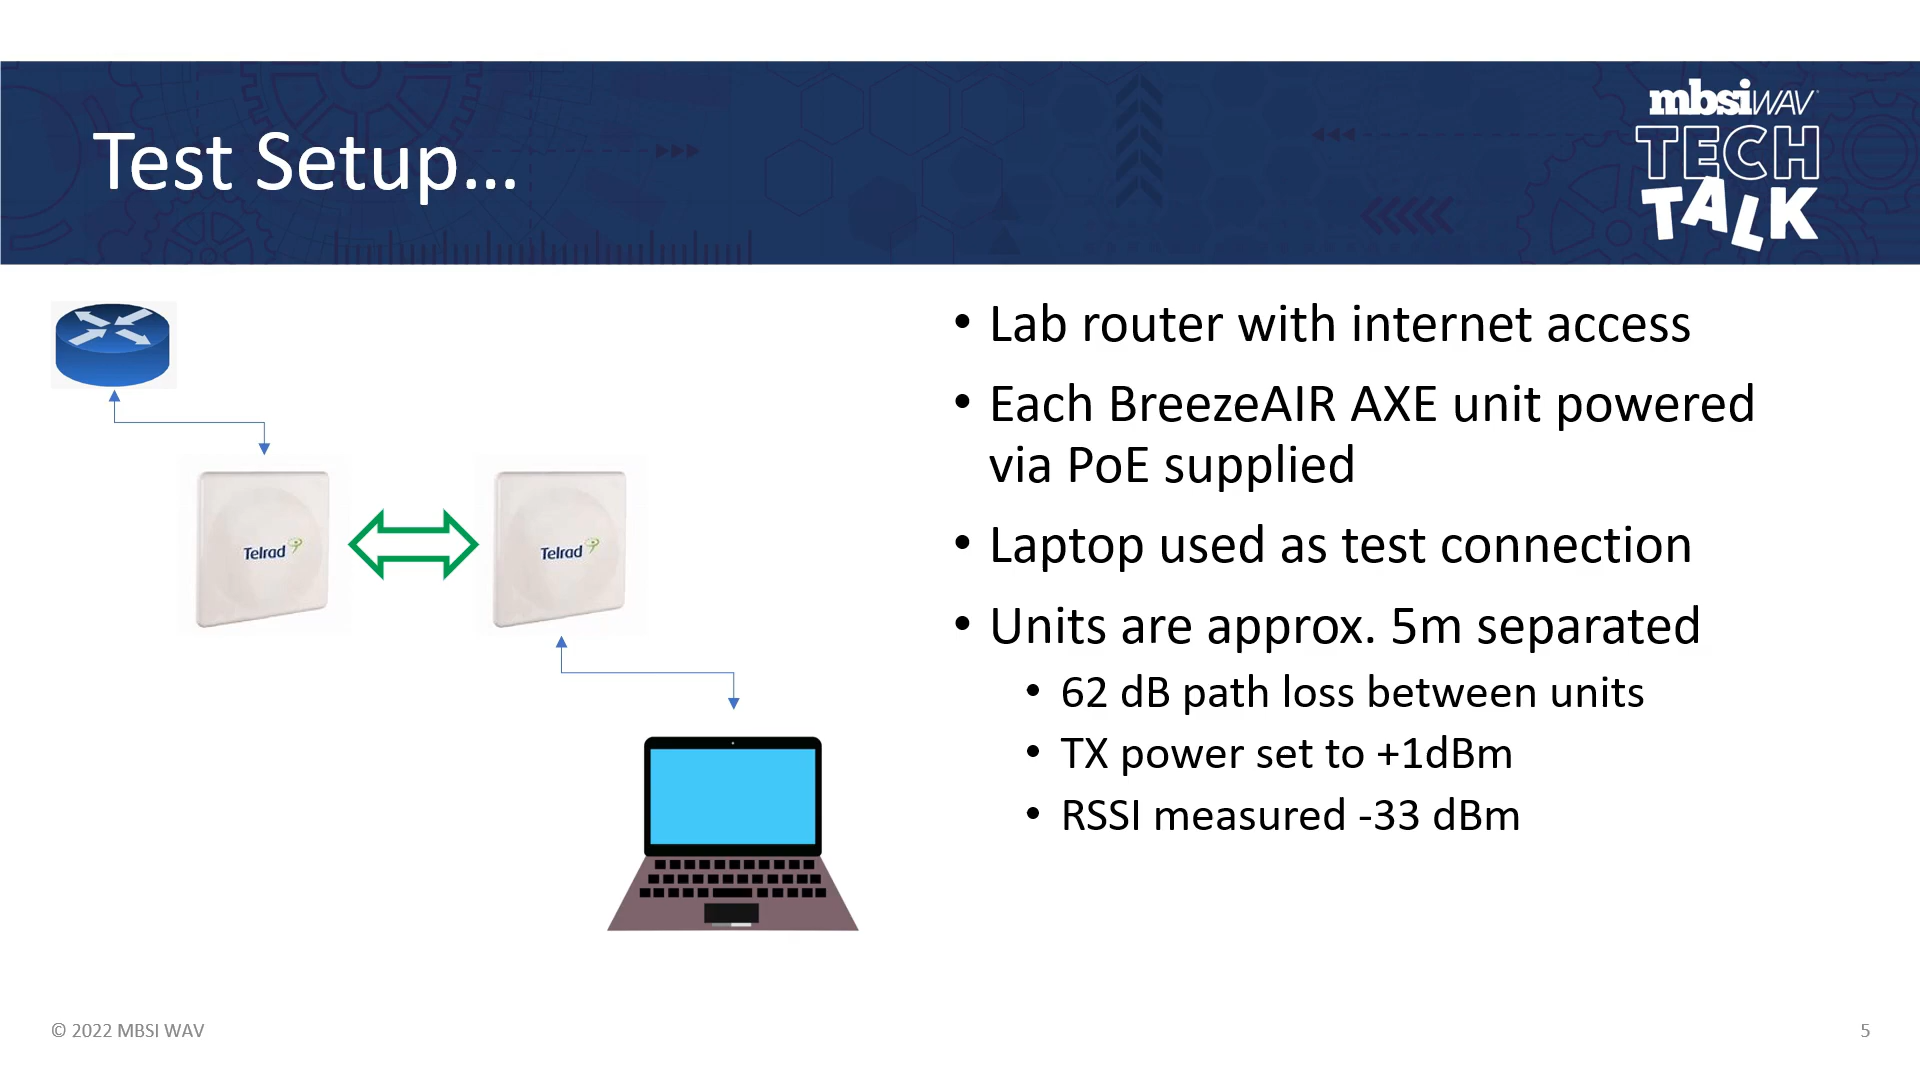 Test Setup...
mbsi WAV
TECH
TALK
• Lab router with internet access
• Each BreezeAIR AXE unit powered
via PoE supplied
• Laptop used as test connection
• Units are approx. 5m separated
• 62 dB path loss between units
• TX power set to +1dBm
• RSSI measured -33 dBm
Telrad
Telrad
© 2022 MBSI WAV
5